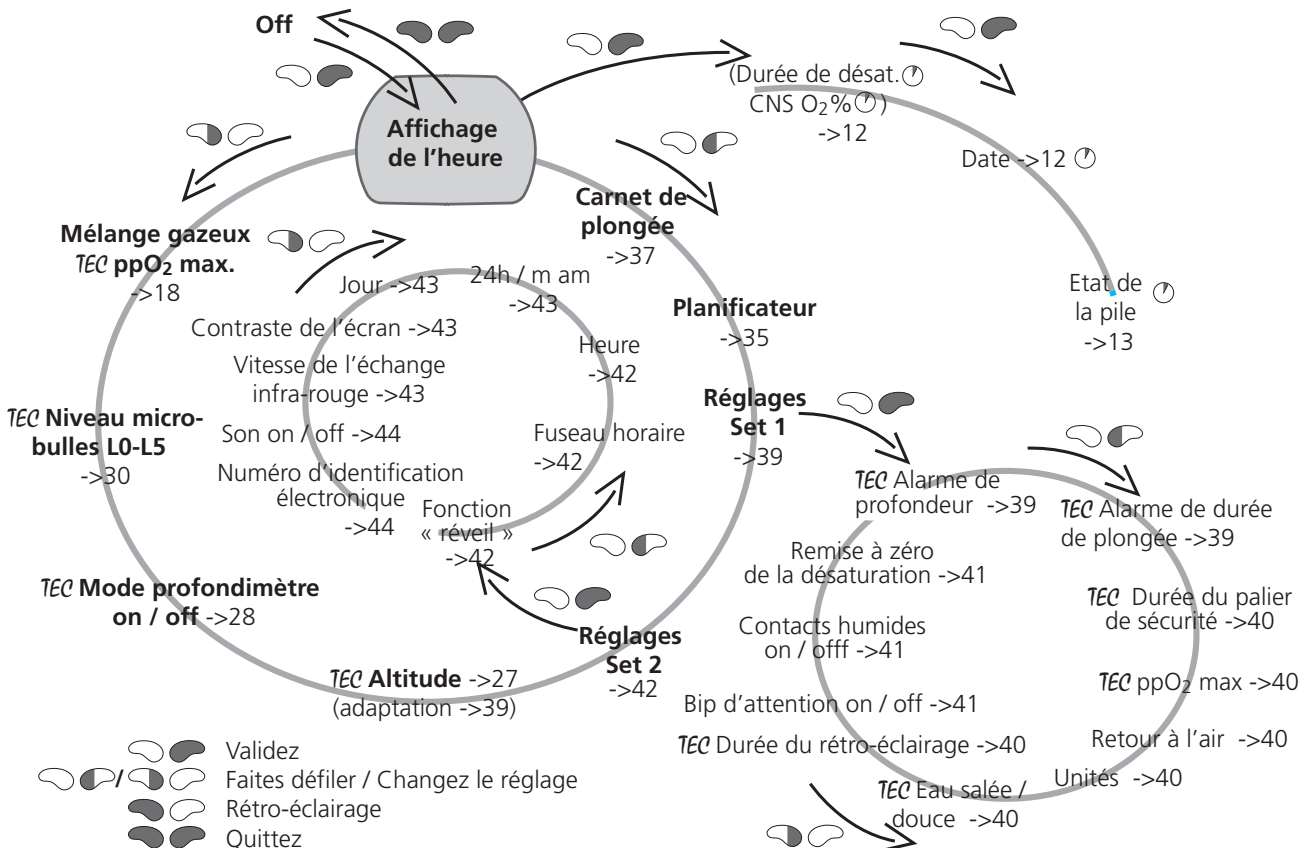 Off
(Durée de désat.
CNS O2% )
->12
Date ->12
Etat de
la pile
->13
Affichage
de l'heure
Carnet de
plongée
->37
Planificateur
->35
Réglages
Set 1
->39
Réglages
Set 2
->42
TEC Altitude ->27
(adaptation ->39)
TEC Mode profondimètre
on / off ->28
TEC Niveau micro-
bulles L0-L5
->30
Mélange gazeux
TEC ppO2 max.
->18
Jour ->43
24h / m am
->43
Contraste de l'écran ->43
Heure
->42
Vitesse de l'échange
infra-rouge ->43
Son on / off ->44
Fuseau horaire
->42
Numéro d'identification
électronique
->44
Fonction
« réveil »
->42
TEC Alarme de
profondeur ->39
TEC Alarme de durée
de plongée ->39
Remise à zéro
de la désaturation ->41
TEC Durée du palier
de sécurité ->40
Contacts humides
on / offf ->41
TEC ppO2 max ->40
Bip d'attention on / off ->41
Retour à l'air ->40
TEC Durée du rétro-éclairage ->40
Unités ->40
TEC Eau salée /
douce ->40
Validez
/ Faites défiler / Changez le réglage
Rétro-éclairage
Quittez